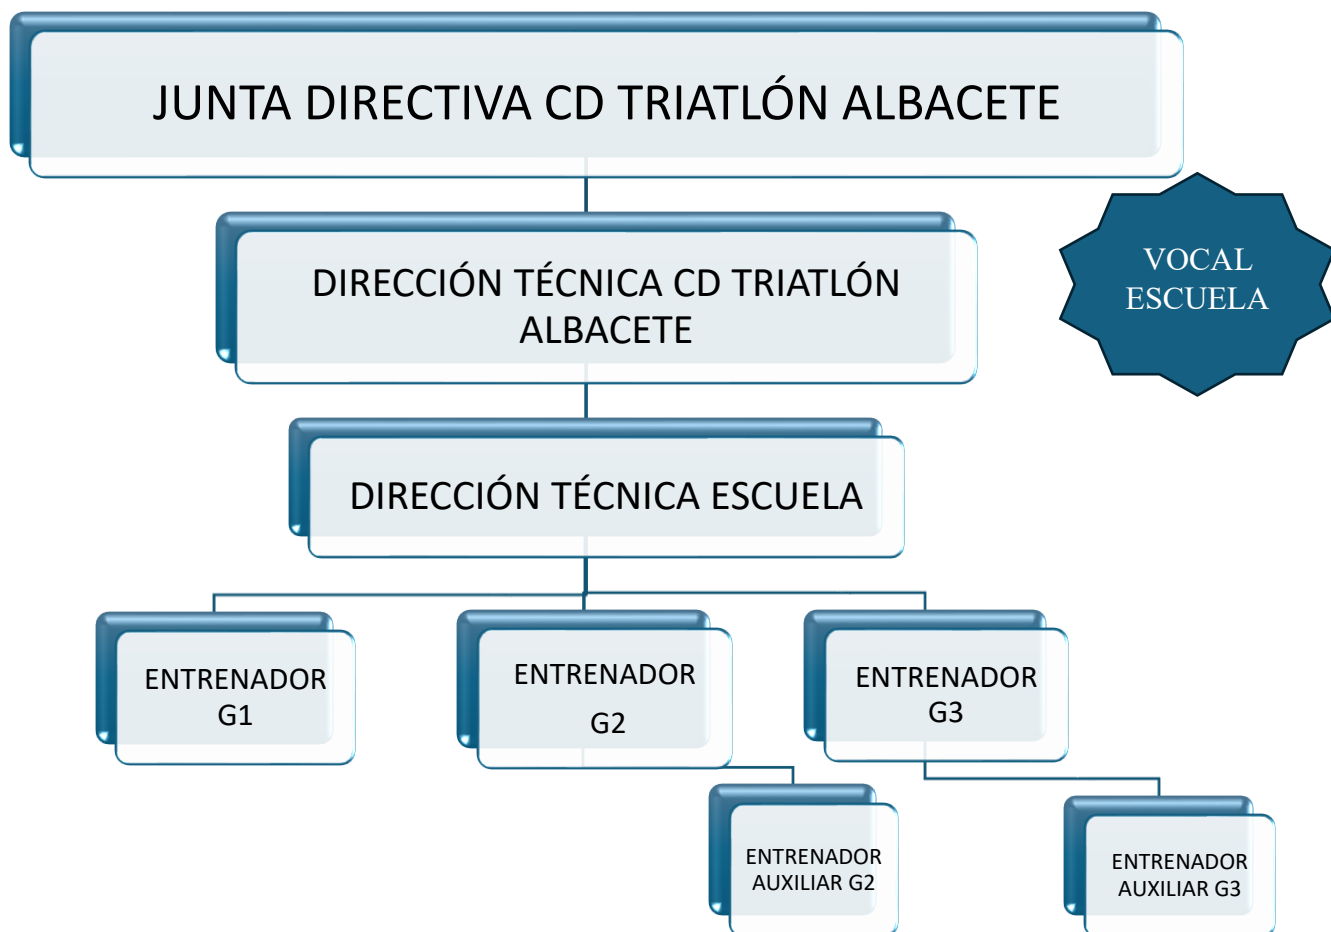 JUNTA DIRECTIVA CD TRIATLÓN ALBACETE
VOCAL
ESCUELA
DIRECCIÓN TÉCNICA CD TRIATLÓN
ALBACETE
DIRECCIÓN TÉCNICA ESCUELA
ENTRENADOR
G1
ENTRENADOR
G2
ENTRENADOR
G3
ENTRENADOR
AUXILIAR G2
ENTRENADOR
AUXILIAR G3